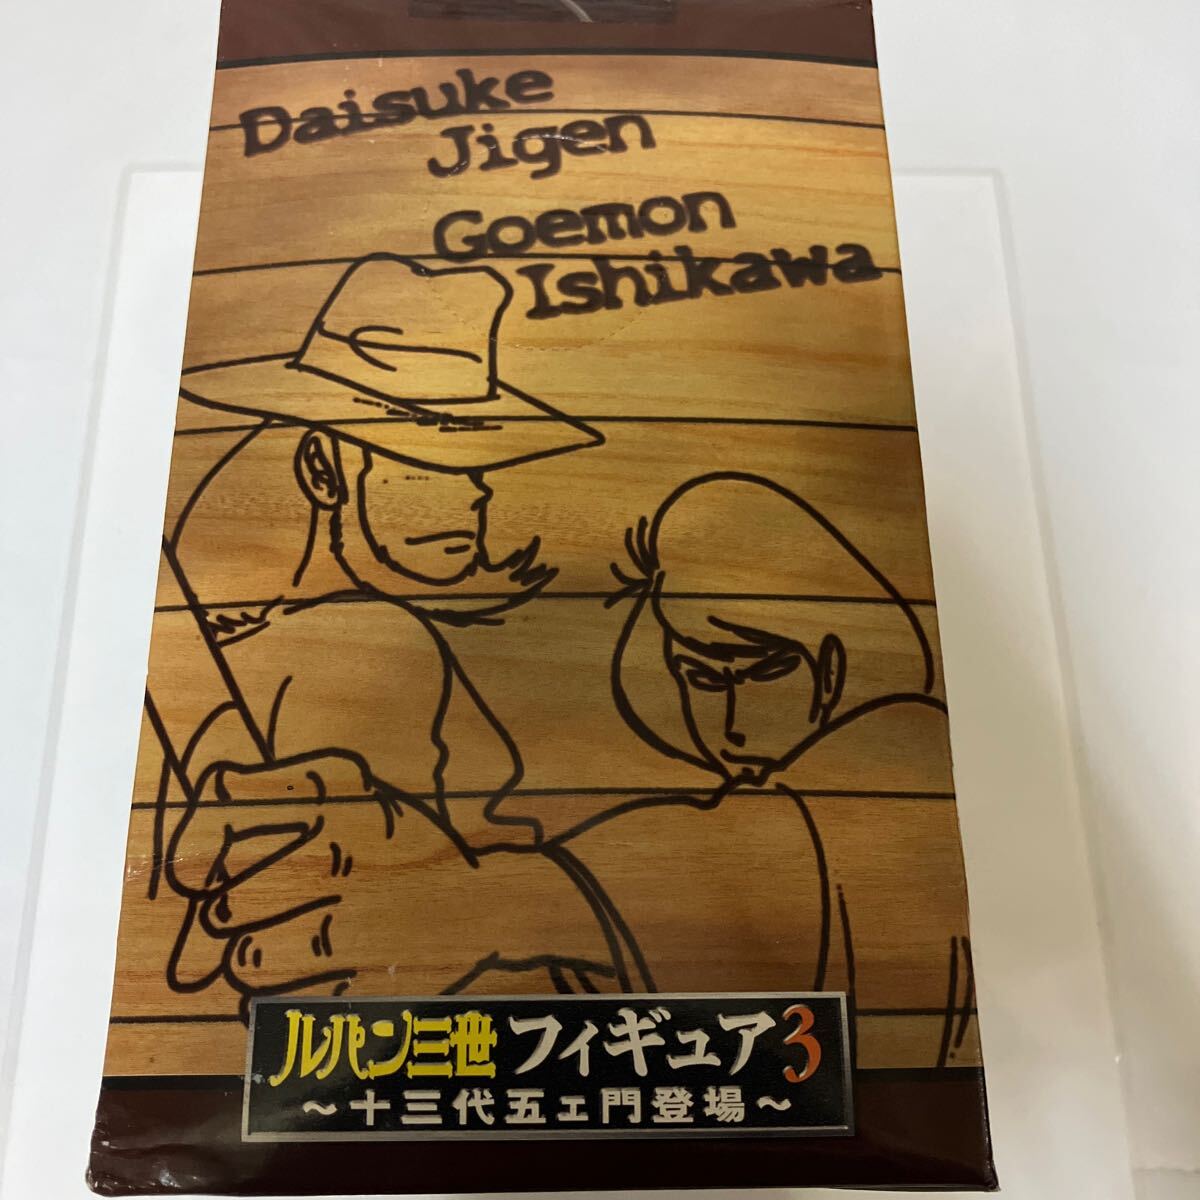 Daisuke
Jigen
Goemon
Ishikawa
ルパン三世 フィギュア3
～十三代五ェ門登場～